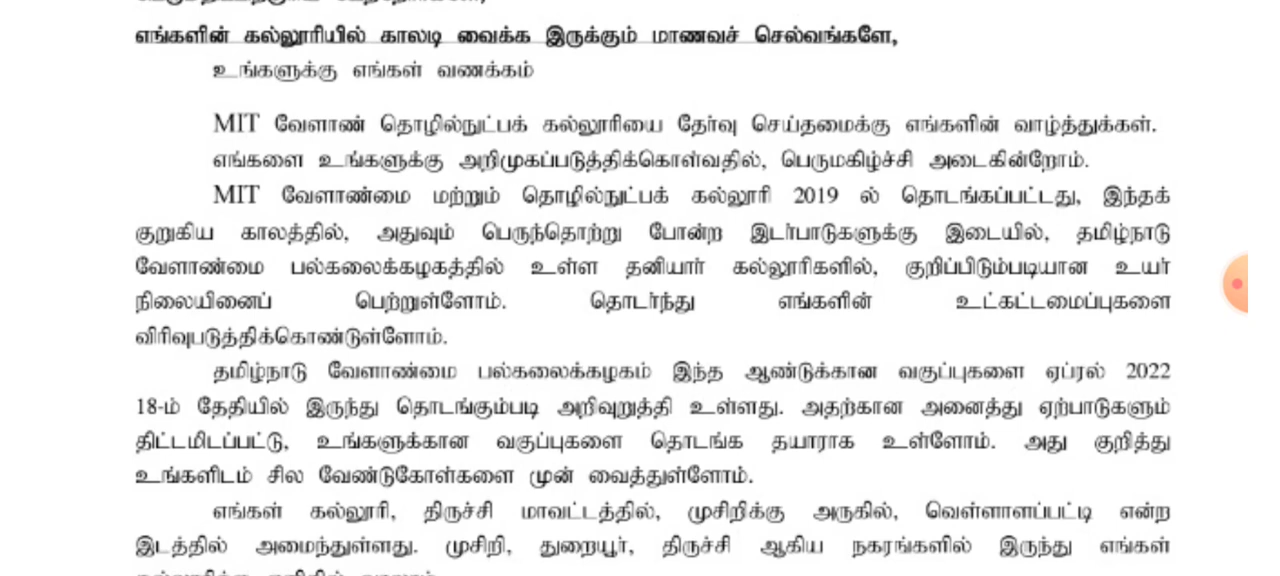 எங்களின் கல்லூரியில் காலடி வைக்க இருக்கும் மாணவச் செல்வங்களே,
உங்களுக்கு எங்கள் வணக்கம்
MIT வேளாண் தொழில்நுட்பக் கல்லூரியை தேர்வு செய்தமைக்கு எங்களின் வாழ்த்துக்கள்.
எங்களை உங்களுக்கு அறிமுகப்படுத்திக்கொள்வதில், பெருமகிழ்ச்சி அடைகின்றோம்.
MIT வேளாண்மை மற்றும் தொழில்நுட்பக் கல்லூரி 2019 ல் தொடங்கப்பட்டது, இந்தக்
குறுகிய காலத்தில், அதுவும் பெருந்தொற்று போன்ற இடர்பாடுகளுக்கு இடையில், தமிழ்நாடு
வேளாண்மை பல்கலைக்கழகத்தில் உள்ள தனியார் கல்லூரிகளில், குறிப்பிடும்படியான உயர்
நிலையினைப் பெற்றுள்ளோம். தொடர்ந்து எங்களின் உட்கட்டமைப்புகளை
விரிவுபடுத்திக்கொண்டுள்ளோம்.
தமிழ்நாடு வேளாண்மை பல்கலைக்கழகம் இந்த ஆண்டுக்கான வகுப்புகளை ஏப்ரல் 2022
18-ம் தேதியில் இருந்து தொடங்கும்படி அறிவுறுத்தி உள்ளது. அதற்கான அனைத்து ஏற்பாடுகளும்
திட்டமிடப்பட்டு, உங்களுக்கான வகுப்புகளை தொடங்க தயாராக உள்ளோம். அது குறித்து
உங்களிடம் சில வேண்டுகோள்களை முன் வைத்துள்ளோம்.
எங்கள் கல்லூரி, திருச்சி மாவட்டத்தில், முசிறிக்கு அருகில், வெள்ளாளப்பட்டி என்ற
இடத்தில் அமைந்துள்ளது. முசிறி, துறையூர், திருச்சி ஆகிய நகரங்களில் இருந்து எங்கள்